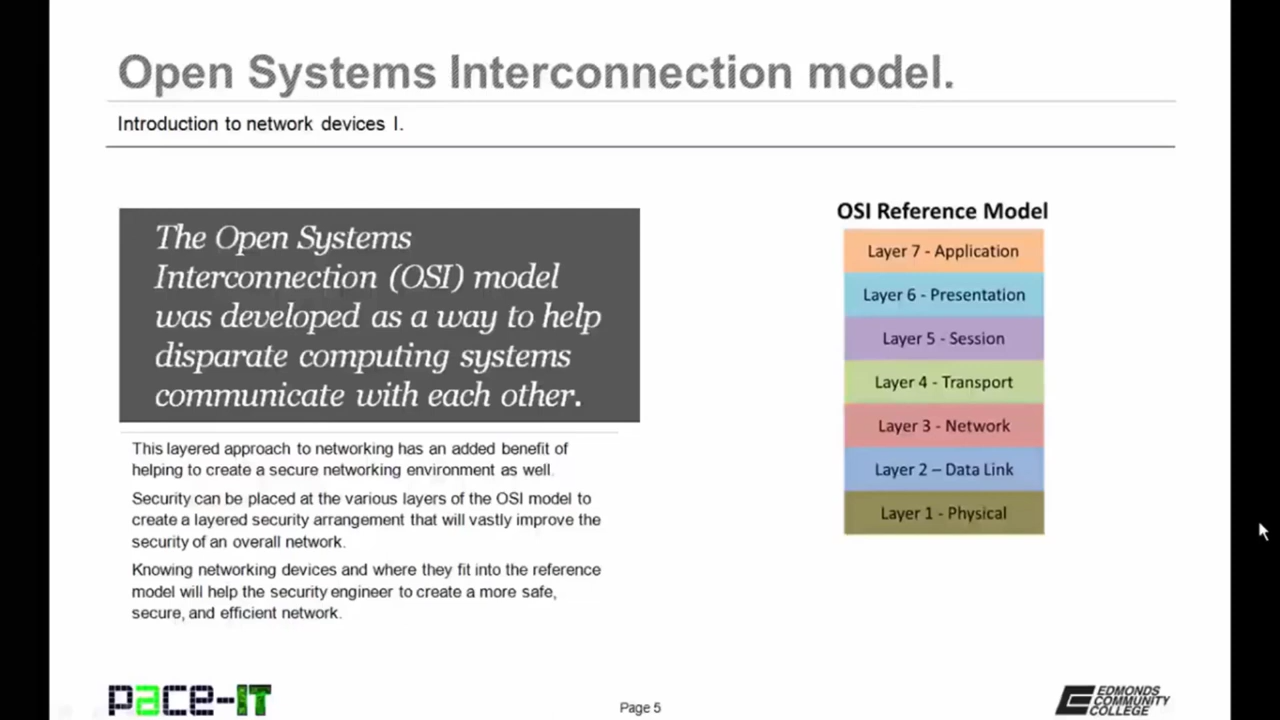 Open Systems Interconnection model.
Introduction to network devices I.
The Open Systems
Interconnection (OSI) model
was developed as a way to help
disparate computing systems
communicate with each other.
This layered approach to networking has an added benefit of
helping to create a secure networking environment as well.
Security can be placed at the various layers of the OSI model to
create a layered security arrangement that will vastly improve the
security of an overall network.
Knowing networking devices and where they fit into the reference
model will help the security engineer to create a more safe,
secure, and efficient network.
OSI Reference Model
Layer 7 - Application
Layer 6 - Presentation
Layer 5 - Session
Layer 4 - Transport
Layer 3 - Network
Layer 2 – Data Link
Layer 1 - Physical
pace-IT
Page 5
EDMONDS
COMMUNITY
COLLEGE